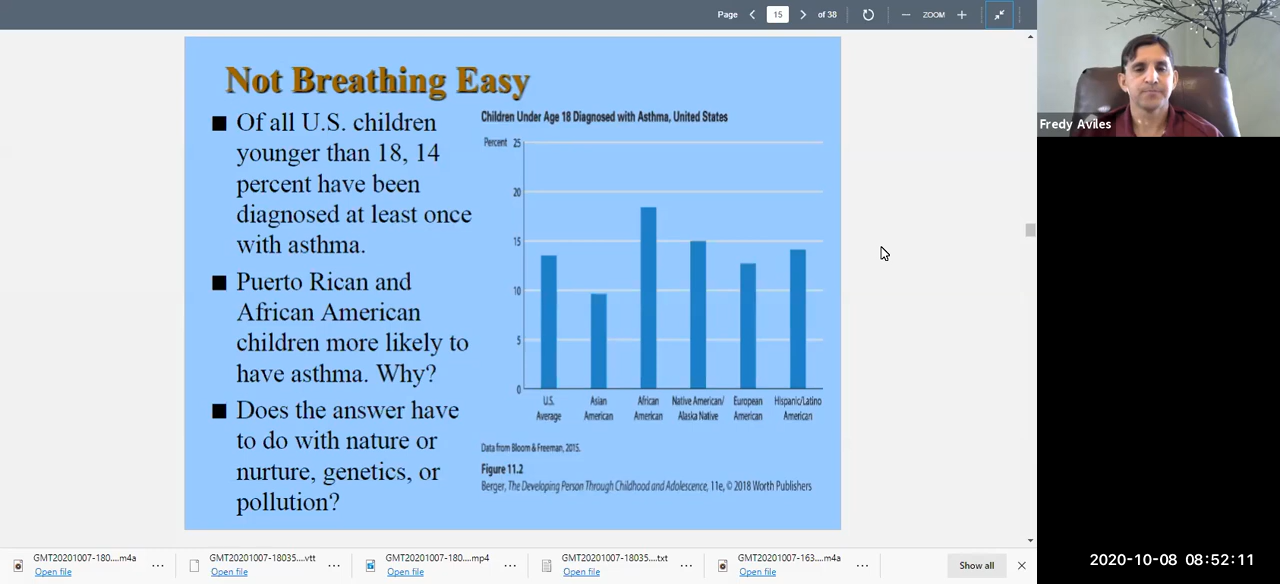 Page 15 of 38 ZOOM
Not Breathing Easy
Of all U.S. children
younger than 18, 14
percent have been
diagnosed at least once
with asthma.
Puerto Rican and
African American
children more likely to
have asthma. Why?
Does the answer have
to do with nature or
nurture, genetics, or
pollution?
Children Under Age 18 Diagnosed with Asthma, United States
Percent 25
20
15
10
5
0
U.S.
Average
Asian
American
African
American
Native American/
Alaska Native
European
American
Hispanic/Latino
American
Data from Bloom & Freeman, 2015.
Figure 11.2
Berger, The Developing Person Through Childhood and Adolescence, 11e, © 2018 Worth Publishers
Fredy Aviles
GMT20201007-180....m4a
Open file
GMT20201007-18035....vtt
Open file
GMT20201007-180....mp4
Open file
GMT20201007-18035....txt
Open file
GMT20201007-163....m4a
Open file
Show all
2020-10-08 08:52:11